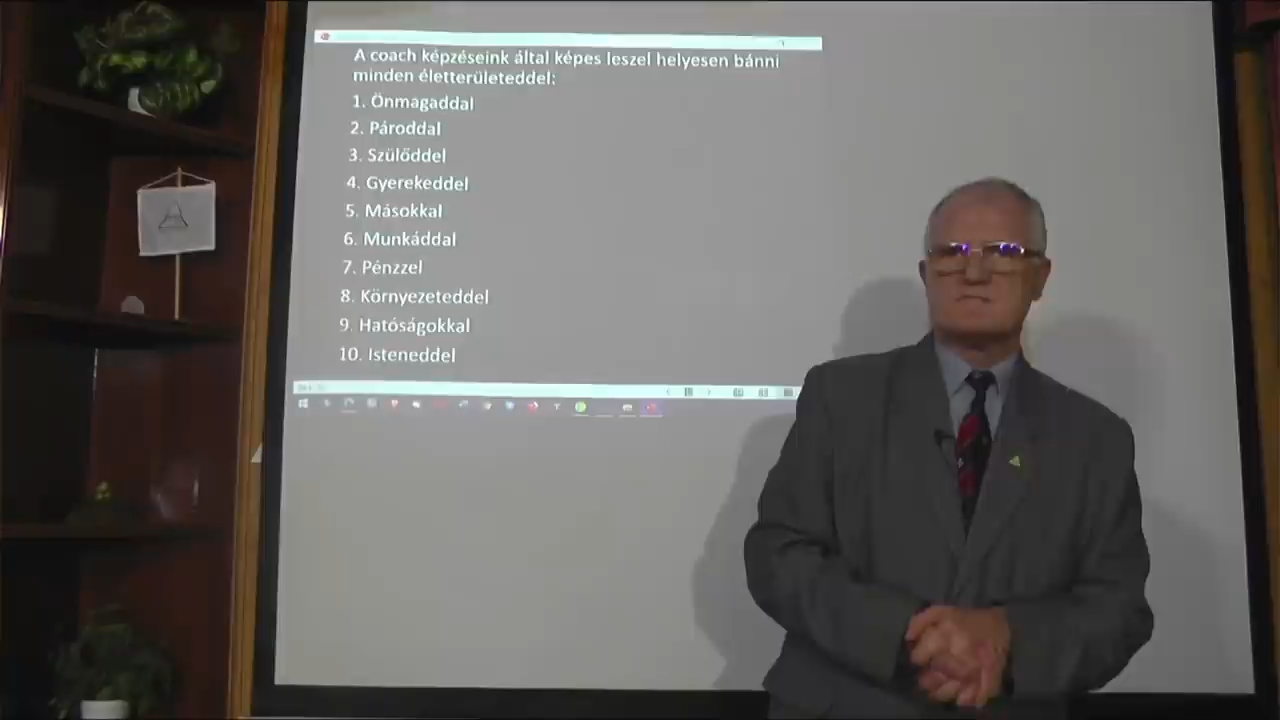 A coach képzéseink által képes leszel helyesen bánni
minden életterületeddel:
1. Önmagaddal
2. Pároddal
3. Szülőddel
4. Gyerekeddel
5. Másokkal
6. Munkáddal
7. Pénzzel
8. Környezeteddel
9. Hatóságokkal
10. Isteneddel